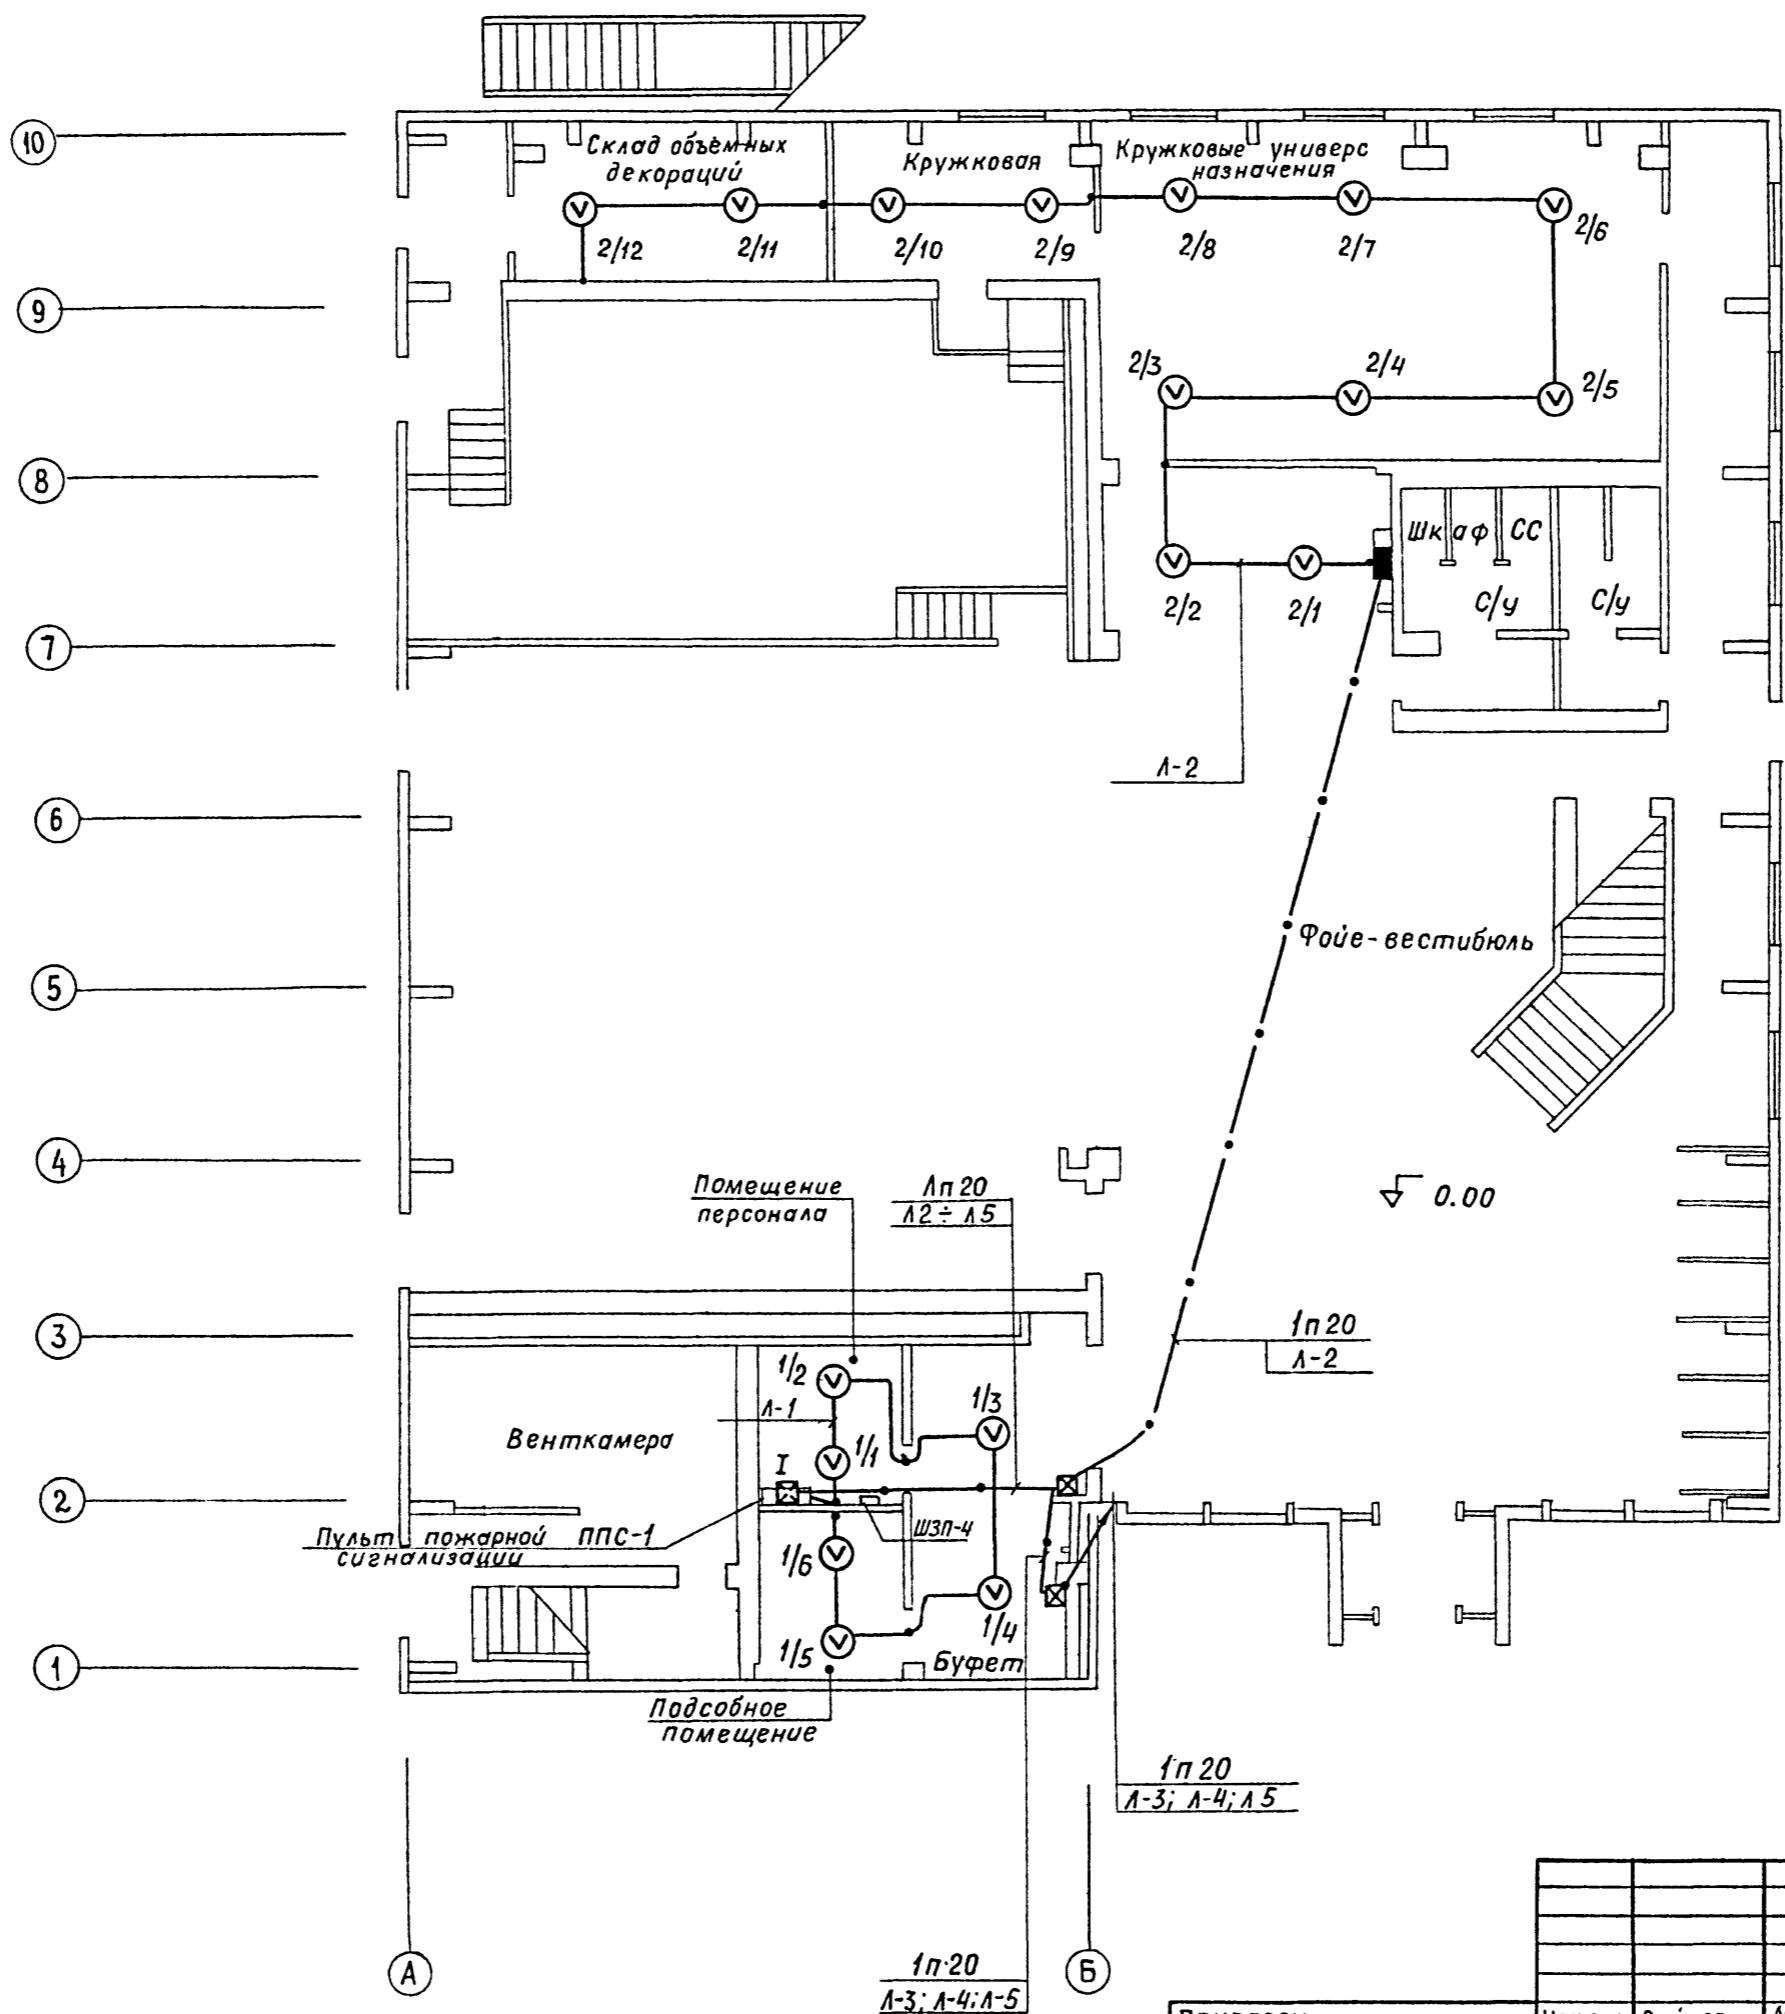 10
Склад объёмных
декораций
Кружковая
Кружковые универс
назначения
2/12
2/11
2/10
2/9
2/8
2/7
2/6
9
2/3
2/4
2/5
8
Шкаф СС
2/2
2/1
С/у
С/у
7
Л-2
6
Фойе-вестибюль
5
4
Помещение
персонала
Лп 20
Л2 ÷ Л5
0.00
3
1п 20
Л-2
1/2
1/3
Л-1
Венткамера
1/1
I
2
Пульт пожарной ППС-1
сигнализации
ШЗП-4
1/6
1/4
1/5
Буфет
1
Подсобное
помещение
1п 20
Л-3; Л-4; Л5
А
Б
1п·20
Л-3; Л-4; Л-5